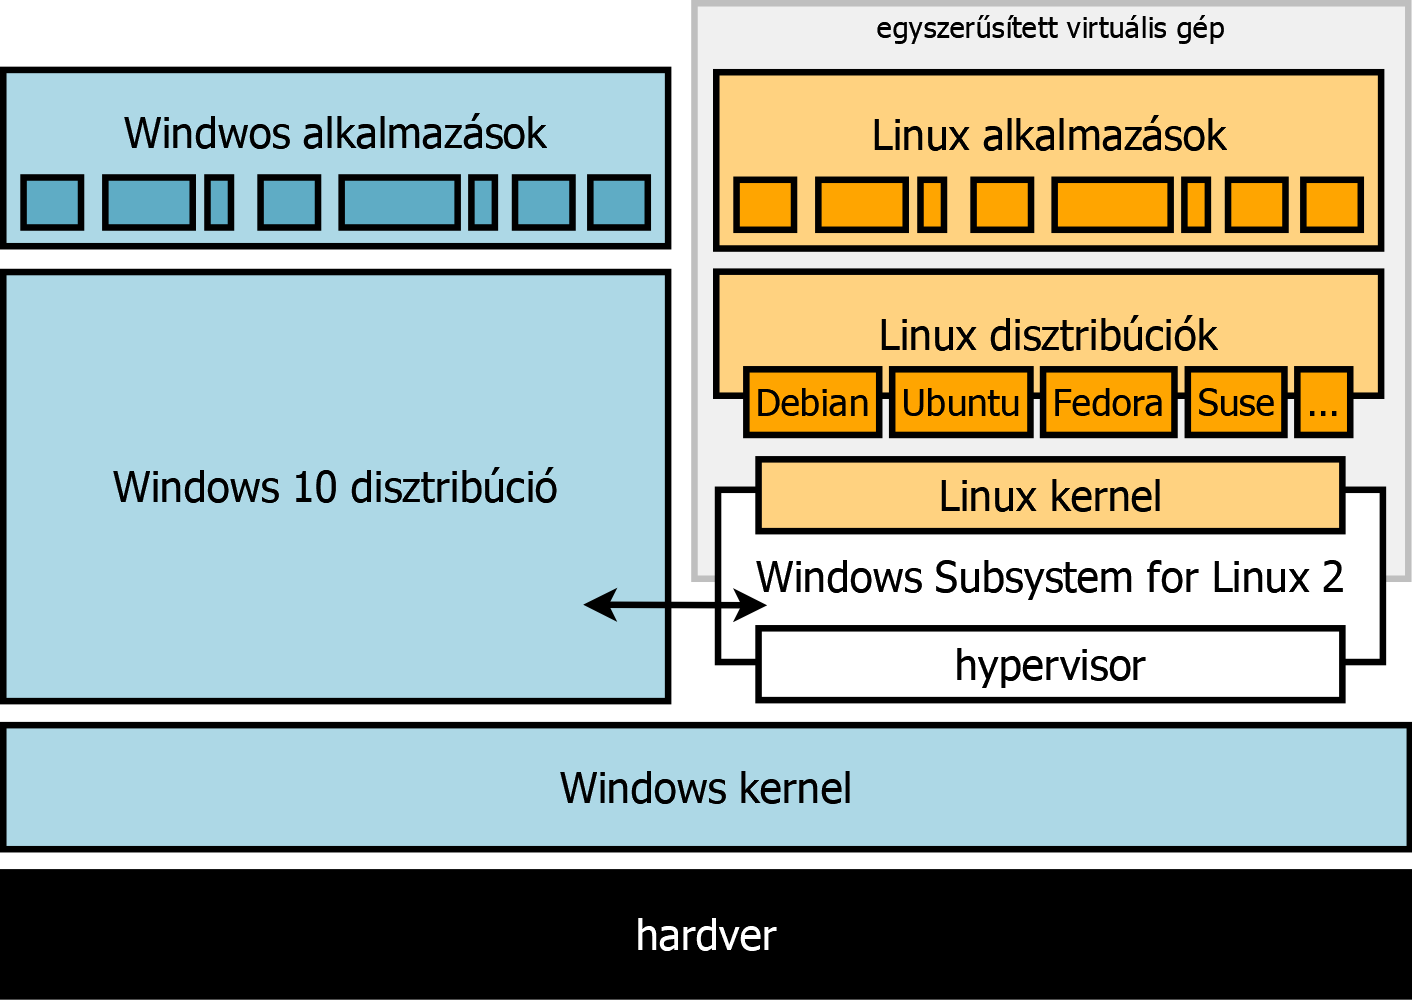 egyszerűsített virtuális gép
Windwos alkalmazások
Linux alkalmazások
Linux disztribúciók
Debian
Ubuntu
Fedora
Suse
...
Windows 10 disztribúció
Linux kernel
Windows Subsystem for Linux 2
hypervisor
Windows kernel
hardver